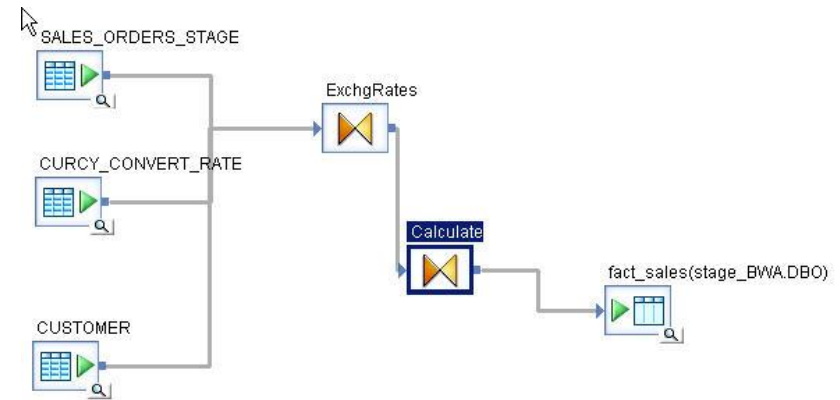 SALES_ORDERS_STAGE
ExchgRates
CURCY_CONVERT_RATE
Calculate
fact_sales(stage_BWA.DBO)
CUSTOMER